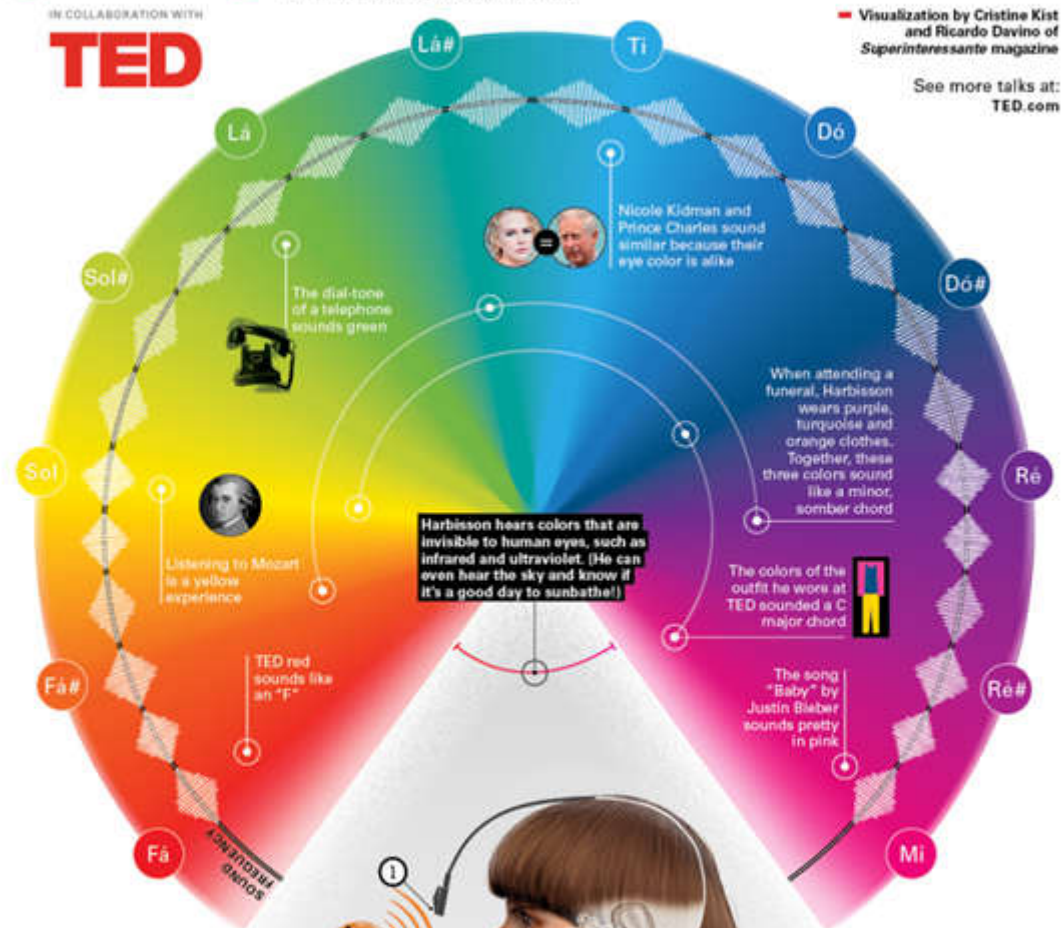 IN COLLABORATION WITH
TED
Visualization by Cristine Kist
and Ricardo Davino of
Superinteressante magazine
See more talks at:
TED.com
Lá#
Ti
Lá
Dó
Sol#
Dó#
Sol
Ré
Fá#
Ré#
Fá
Mi
Nicole Kidman and
Prince Charles sound
similar because their
eye color is alike
=
The dial-tone
of a telephone
sounds green
When attending a
funeral, Harbisson
wears purple,
turquoise and
orange clothes.
Together, these
three colors sound
like a minor,
somber chord
Listening to Mozart
is a yellow
experience
Harbisson hears colors that are
invisible to human eyes, such as
infrared and ultraviolet. (He can
even hear the sky and know if
it's a good day to sunbathe!)
The colors of the
outfit he wore at
TED sounded a C
major chord
TED red
sounds like
an "F"
The song
"Baby" by
Justin Bieber
sounds pretty
in pink
SOUND
FREQUENCY
1